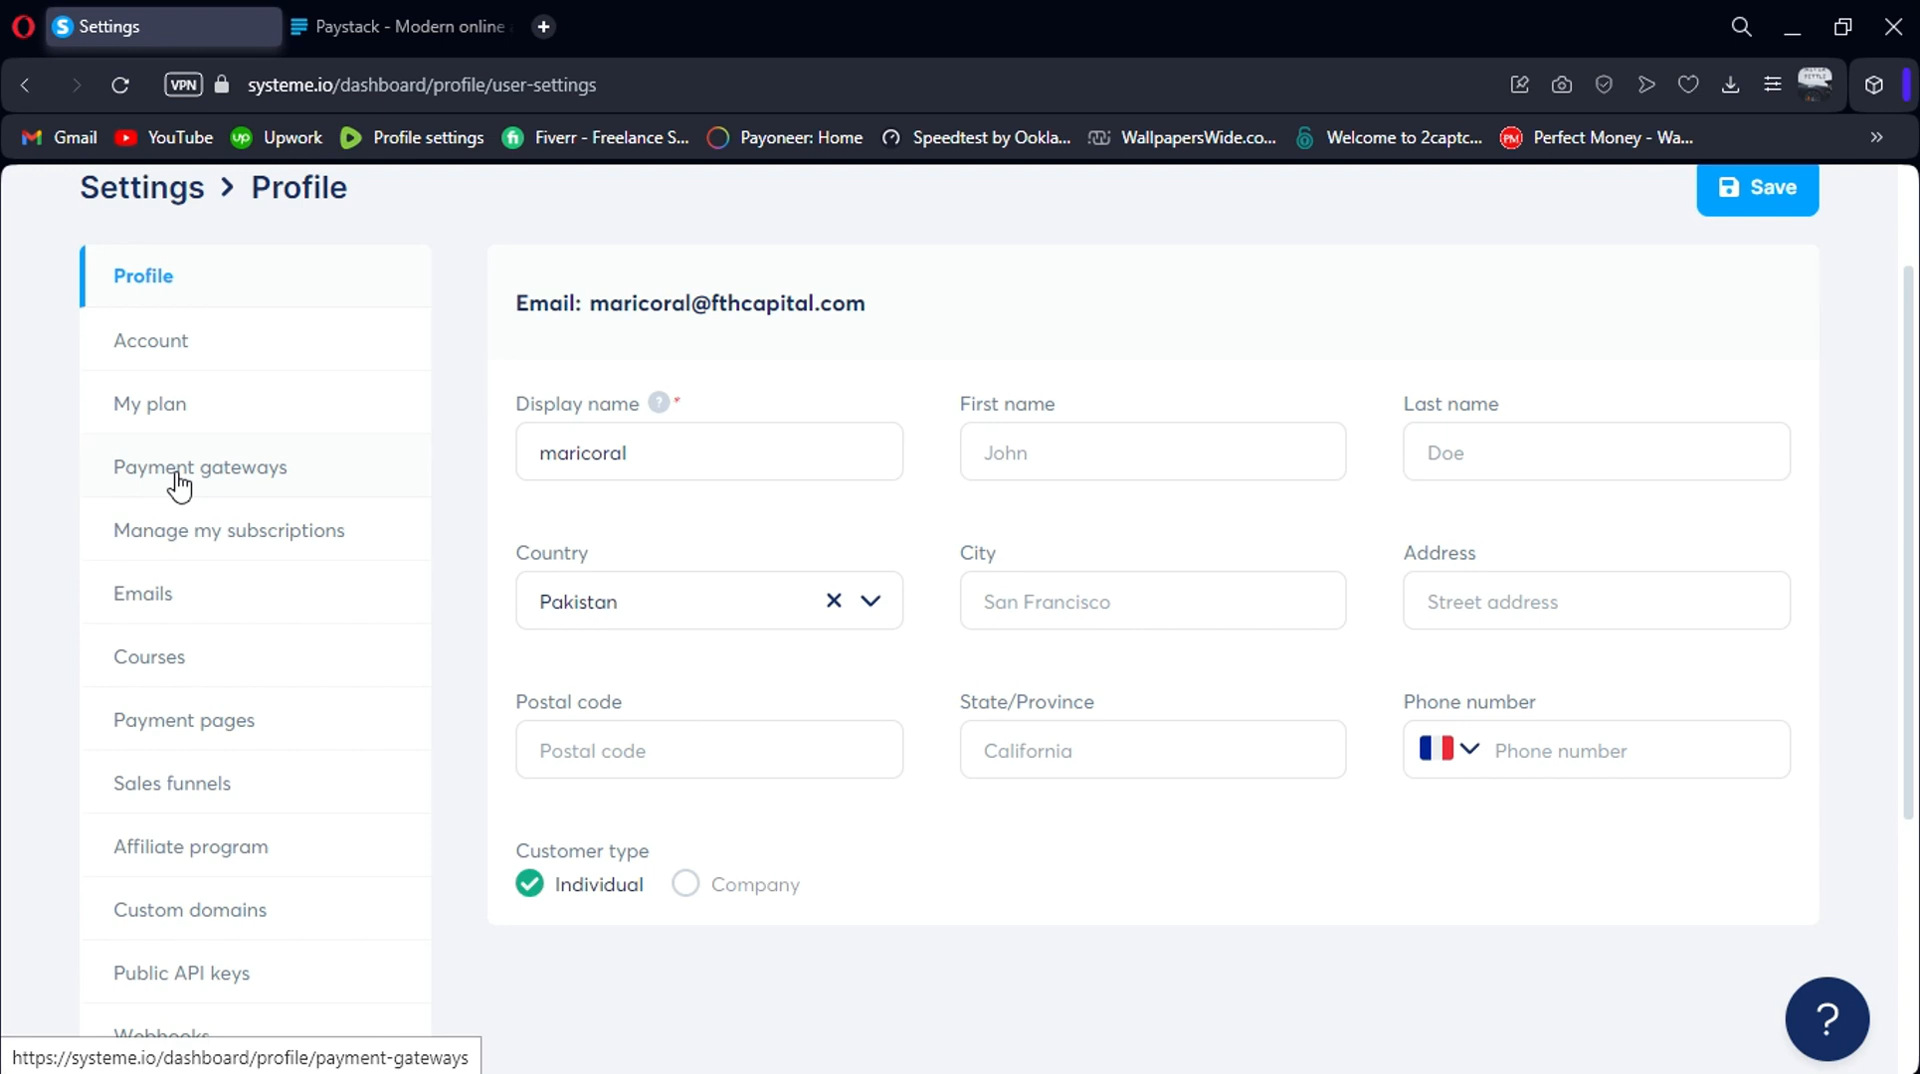 Settings
Paystack - Modern online
VPN
systeme.io/dashboard/profile/user-settings
Gmail
YouTube
Upwork
Profile settings
Fiverr - Freelance S...
Payoneer: Home
Speedtest by Ookla...
WallpapersWide.co...
Welcome to 2captc...
Perfect Money - Wa...
Settings > Profile
Save
Profile
Account
My plan
Payment gateways
Manage my subscriptions
Emails
Courses
Payment pages
Sales funnels
Affiliate program
Custom domains
Public API keys
Webhooks
Email: maricoral@fthcapital.com
Display name ? *
First name
Last name
maricoral
John
Doe
Country
City
Address
Pakistan
San Francisco
Street address
Postal code
State/Province
Phone number
Postal code
California
Phone number
Customer type
Individual
Company
?
https://systeme.io/dashboard/profile/payment-gateways